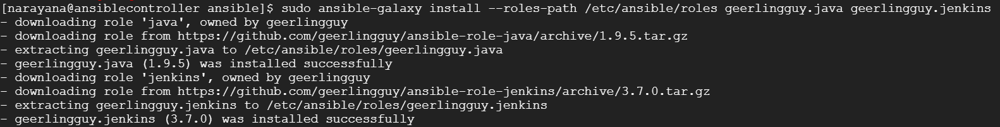 [narayana@ansiblecontroller ansible]$ sudo ansible-galaxy install --roles-path /etc/ansible/roles geerlingguy.java geerlingguy.jenkins
- downloading role 'java', owned by geerlingguy
- downloading role from https://github.com/geerlingguy/ansible-role-java/archive/1.9.5.tar.gz
- extracting geerlingguy.java to /etc/ansible/roles/geerlingguy.java
- geerlingguy.java (1.9.5) was installed successfully
- downloading role 'jenkins', owned by geerlingguy
- downloading role from https://github.com/geerlingguy/ansible-role-jenkins/archive/3.7.0.tar.gz
- extracting geerlingguy.jenkins to /etc/ansible/roles/geerlingguy.jenkins
- geerlingguy.jenkins (3.7.0) was installed successfully